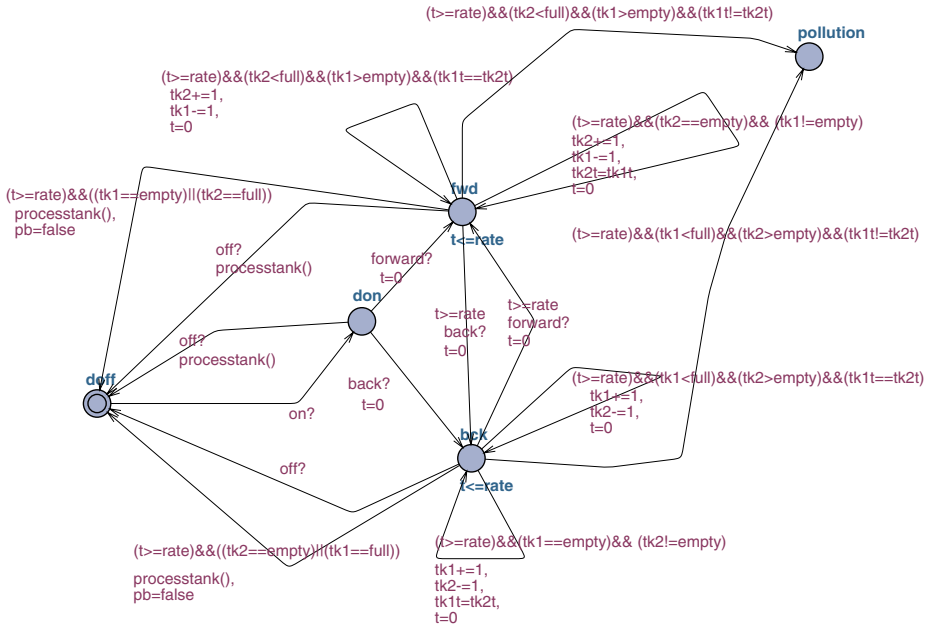 (t>=rate)&&(tk2<full)&&(tk1>empty)&&(tk1t!=tk2t)
pollution
(t>=rate)&&(tk2<full)&&(tk1>empty)&&(tk1t==tk2t)
tk2+=1,
tk1-=1,
t=0
(t>=rate)&&(tk2==empty)&& (tk1!=empty)
tk2+=1,
tk1-=1,
tk2t=tk1t,
t=0
(t>=rate)&&((tk1==empty)||(tk2==full))
processtank(),
pb=false
fwd
t<=rate
(t>=rate)&&(tk1<full)&&(tk2>empty)&&(tk1t!=tk2t)
off?
processtank()
forward?
t=0
don
t>=rate
back?
t=0
t>=rate
forward?
t=0
off?
processtank()
doff
back?
t=0
on?
(t>=rate)&&(tk1<full)&&(tk2>empty)&&(tk1t==tk2t)
tk1+=1,
tk2-=1,
t=0
bck
t<=rate
off?
(t>=rate)&&((tk2==empty)||(tk1==full))
processtank(),
pb=false
(t>=rate)&&(tk1==empty)&& (tk2!=empty)
tk1+=1,
tk2-=1,
tk1t=tk2t,
t=0